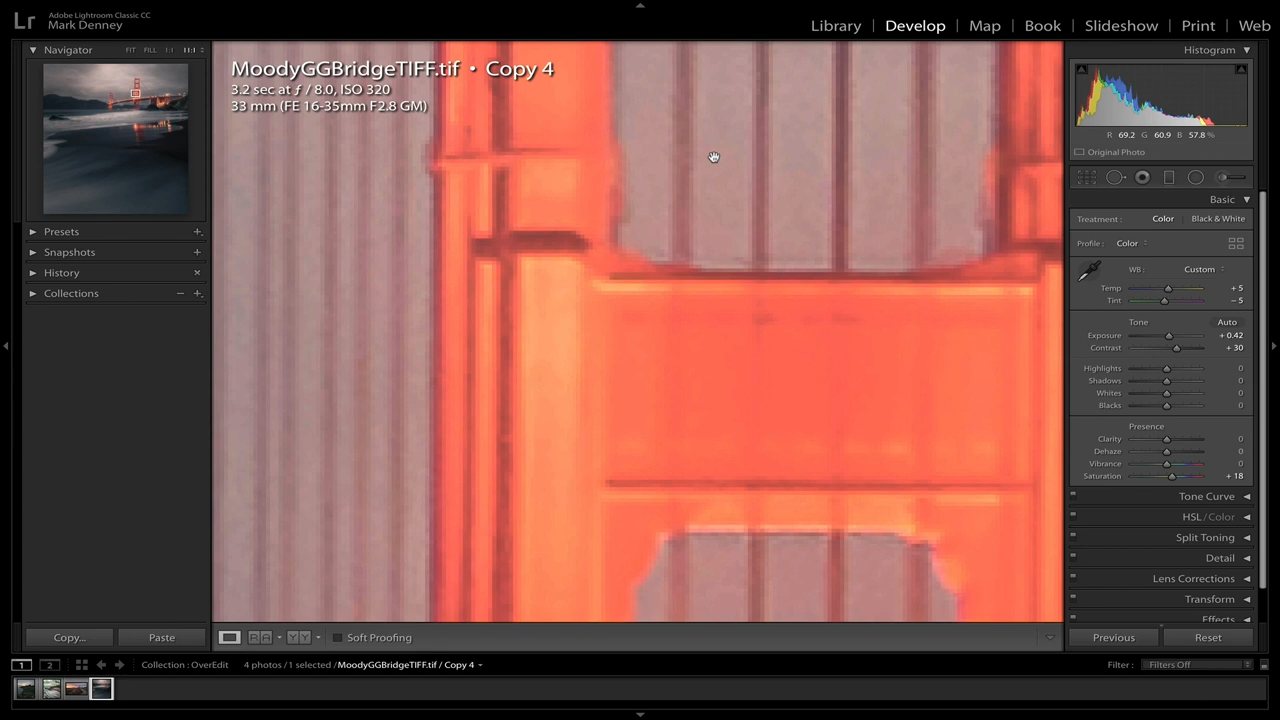 Lr Adobe Lightroom Classic CC
Mark Denney
Library | Develop | Map | Book | Slideshow | Print | Web
Navigator FIT FILL 1:1 11:1
Presets
Snapshots
History
Collections
Copy... Paste
MoodyGGBridgeTIFF.tif • Copy 4
3.2 sec at ƒ / 8.0, ISO 320
33 mm (FE 16-35mm F2.8 GM)
Soft Proofing
Histogram
R 69.2 G 60.9 B 57.8 %
Original Photo
Basic
Treatment : Color Black & White
Profile : Color
WB : Custom
Temp + 5
Tint − 5
Tone Auto
Exposure + 0.42
Contrast + 30
Highlights 0
Shadows 0
Whites 0
Blacks 0
Presence
Clarity 0
Dehaze 0
Vibrance 0
Saturation + 18
Tone Curve
HSL / Color
Split Toning
Detail
Lens Corrections
Transform
Effects
Previous Reset
1 2 Collection : OverEdit 4 photos / 1 selected / MoodyGGBridgeTIFF.tif / Copy 4 Filter : Filters Off